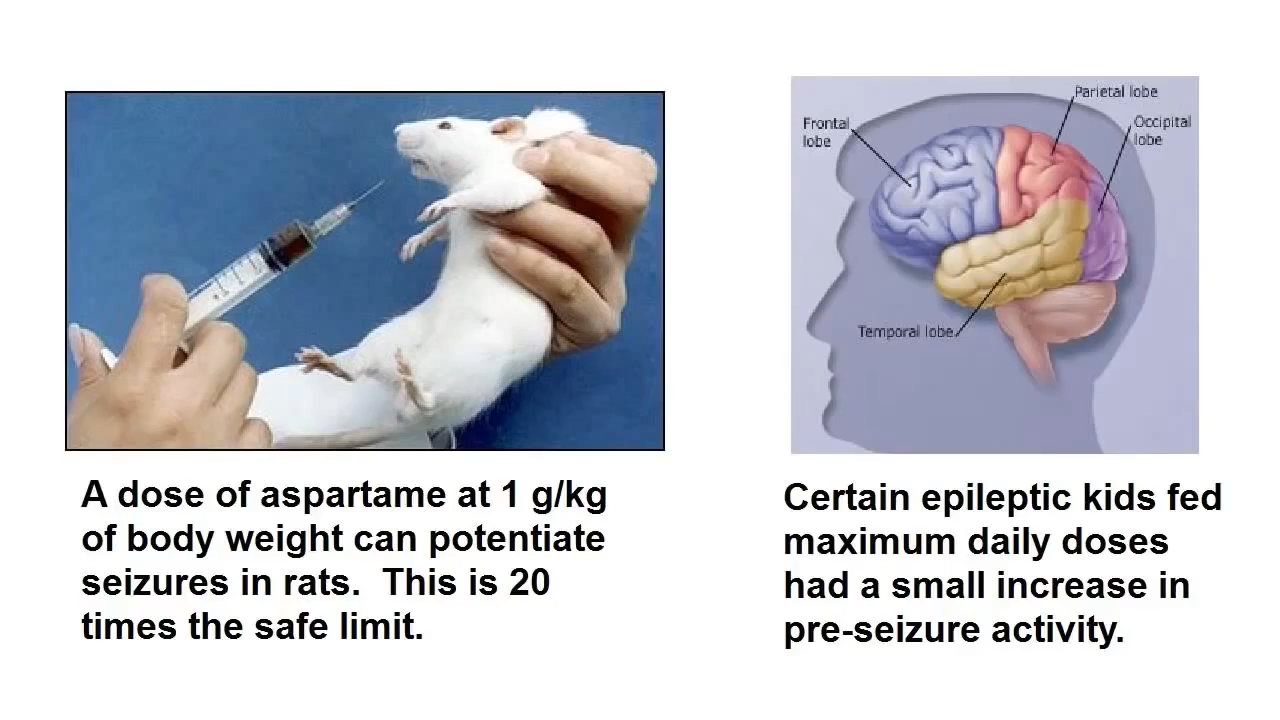 Parietal lobe
Frontal
lobe
Occipital
lobe
Temporal lobe
A dose of aspartame at 1 g/kg
of body weight can potentiate
seizures in rats.  This is 20
times the safe limit.
Certain epileptic kids fed
maximum daily doses
had a small increase in
pre-seizure activity.